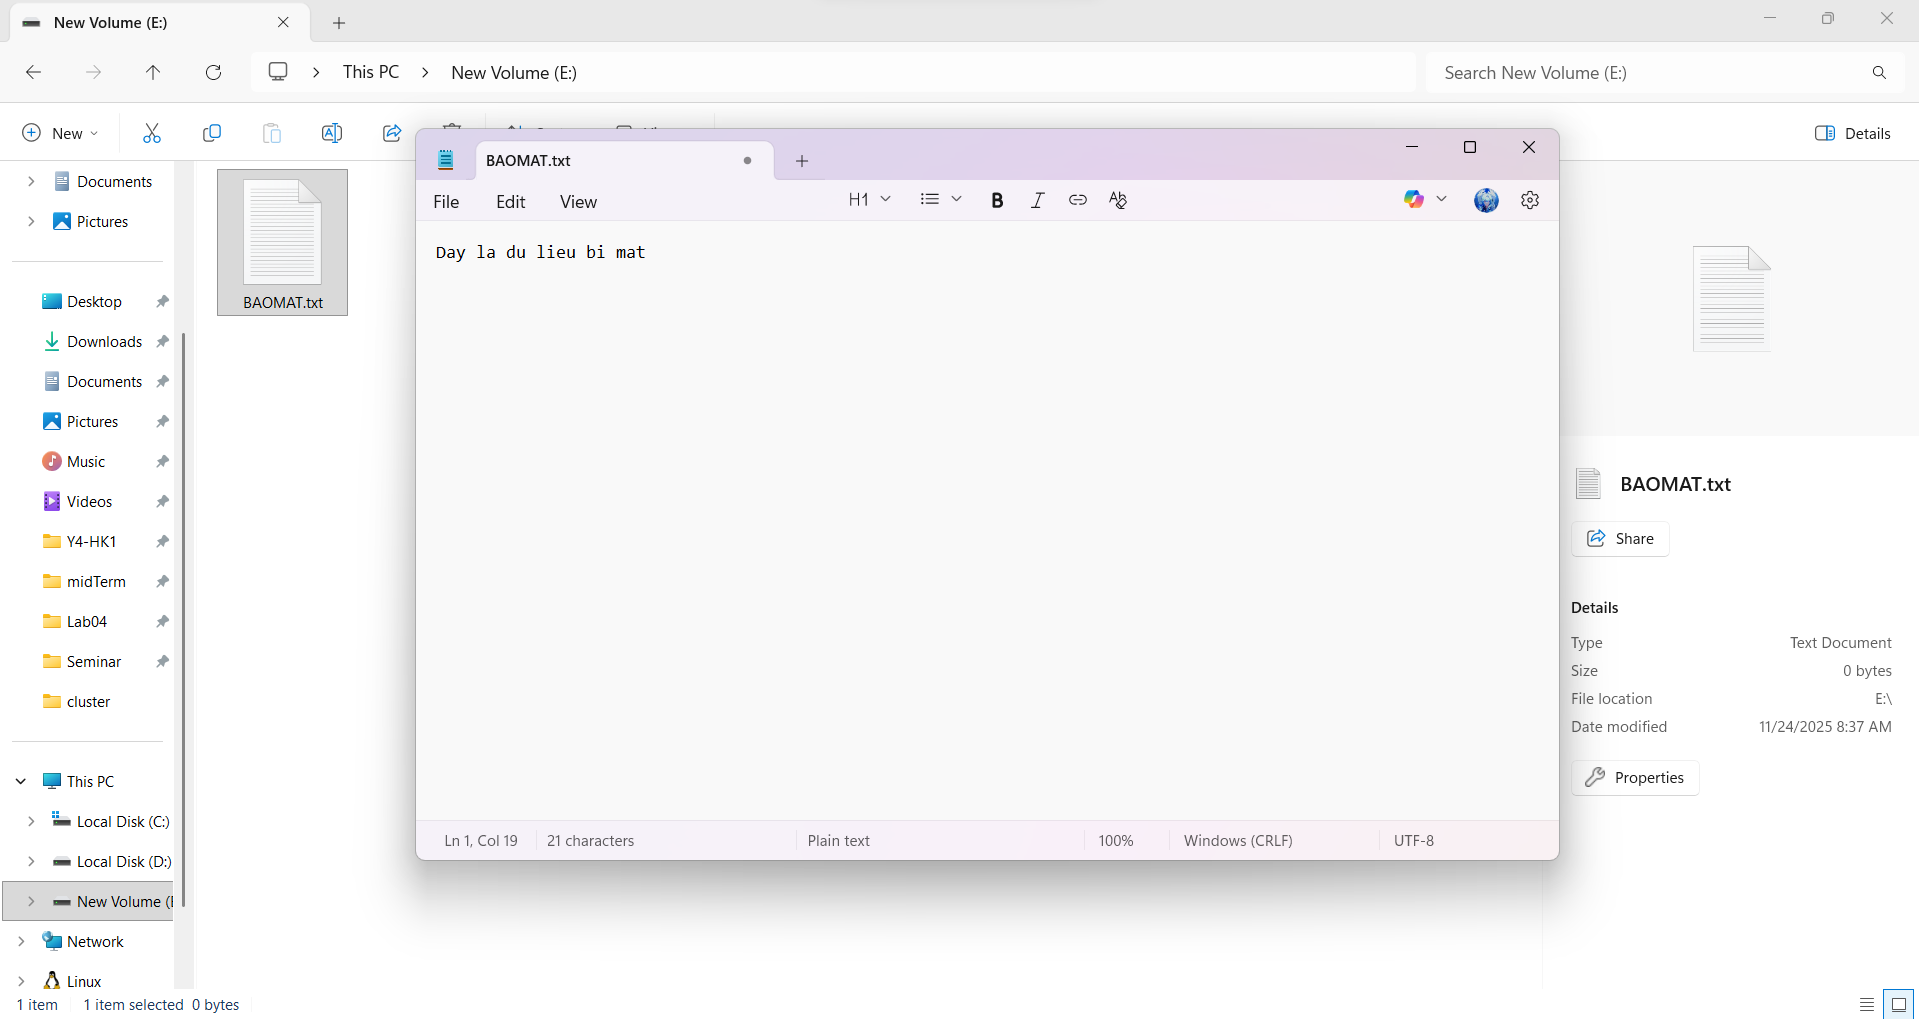 New Volume (E:)
This PC
New Volume (E:)
Search New Volume (E:)
New
Details
Documents
Pictures
Desktop
Downloads
Documents
Pictures
Music
Videos
Y4-HK1
midTerm
Lab04
Seminar
cluster
This PC
Local Disk (C:)
Local Disk (D:)
New Volume (
Network
Linux
1 item
1 item selected 0 bytes
BAOMAT.txt
BAOMAT.txt
File
Edit
View
H1
Day la du lieu bi mat
Ln 1, Col 19
21 characters
Plain text
100%
Windows (CRLF)
UTF-8
BAOMAT.txt
Share
Details
Type Text Document
Size 0 bytes
File location E:\
Date modified 11/24/2025 8:37 AM
Properties